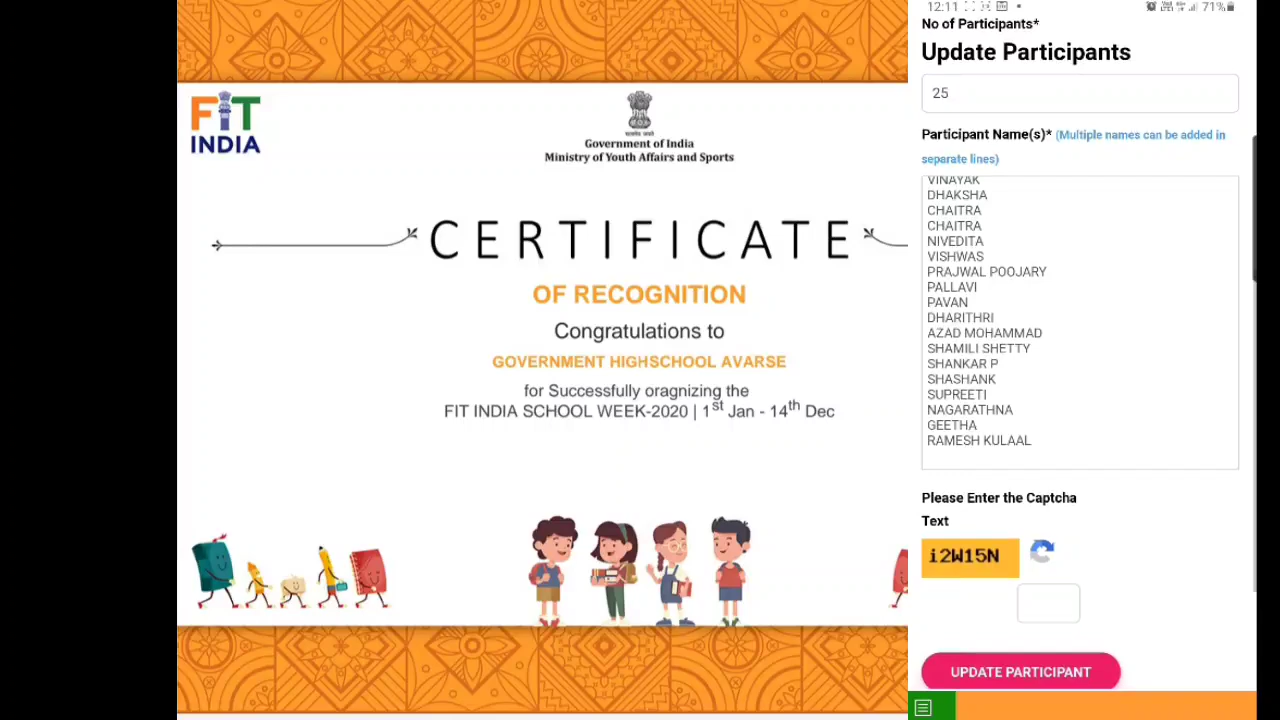 FIT
INDIA
सत्यमेव जयते
Government of India
Ministry of Youth Affairs and Sports
CERTIFICATE
OF RECOGNITION
Congratulations to
GOVERNMENT HIGHSCHOOL AVARSE
for Successfully oragnizing the
FIT INDIA SCHOOL WEEK-2020 | 1st Jan - 14th Dec
12:11
71%
No of Participants*
Update Participants
25
Participant Name(s)* (Multiple names can be added in
separate lines)
VINAYAK
DHAKSHA
CHAITRA
CHAITRA
NIVEDITA
VISHWAS
PRAJWAL POOJARY
PALLAVI
PAVAN
DHARITHRI
AZAD MOHAMMAD
SHAMILI SHETTY
SHANKAR P
SHASHANK
SUPREETI
NAGARATHNA
GEETHA
RAMESH KULAAL
Please Enter the Captcha
Text
i2W15N
UPDATE PARTICIPANT